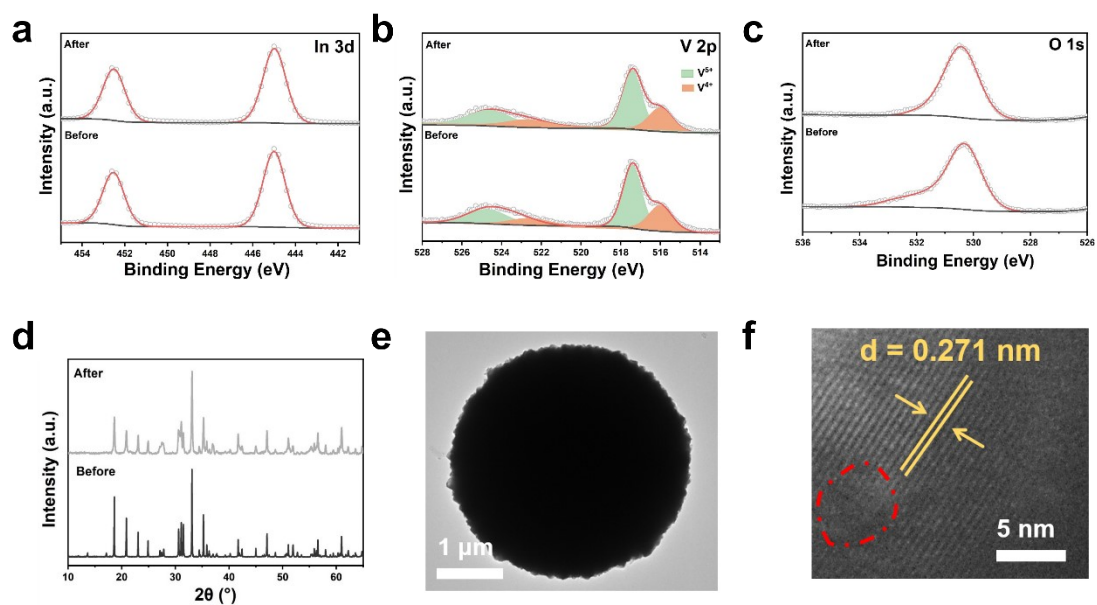 a
In 3d
After
Before
Intensity (a.u.)
454 452 450 448 446 444 442
Binding Energy (eV)
b
V 2p
After
V⁵⁺
V⁴⁺
Before
Intensity (a.u.)
528 526 524 522 520 518 516 514
Binding Energy (eV)
c
O 1s
After
Before
Intensity (a.u.)
536 534 532 530 528 526
Binding Energy (eV)
d
After
Before
Intensity (a.u.)
10 20 30 40 50 60
2θ (°)
e
1 μm
f
d = 0.271 nm
5 nm